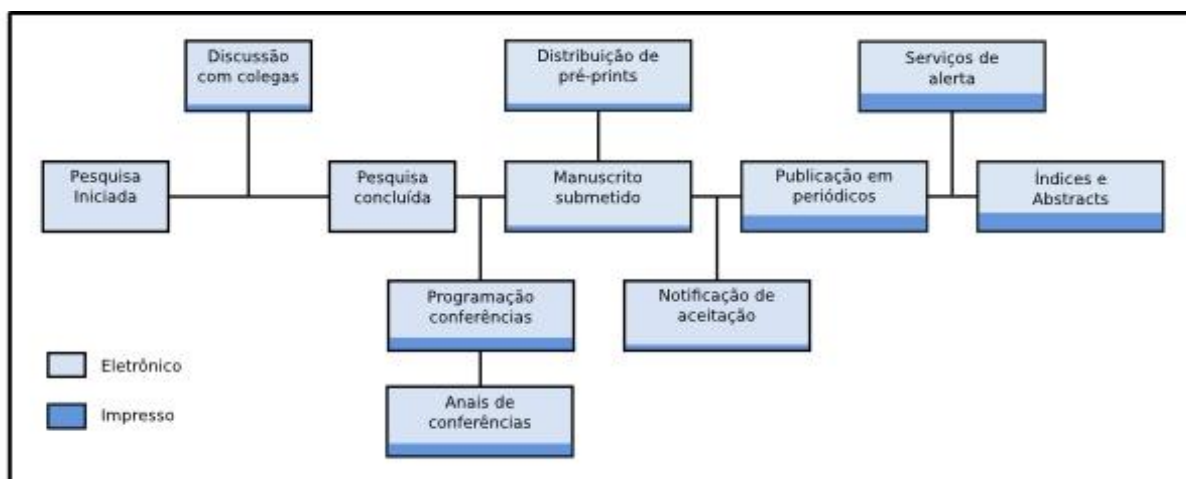 Discussão
com colegas
Distribuição de
pré-prints
Serviços de
alerta
Pesquisa
Iniciada
Pesquisa
concluída
Manuscrito
submetido
Publicação em
periódicos
Índices e
Abstracts
Programação
conferências
Notificação de
aceitação
Eletrônico
Impresso
Anais de
conferências